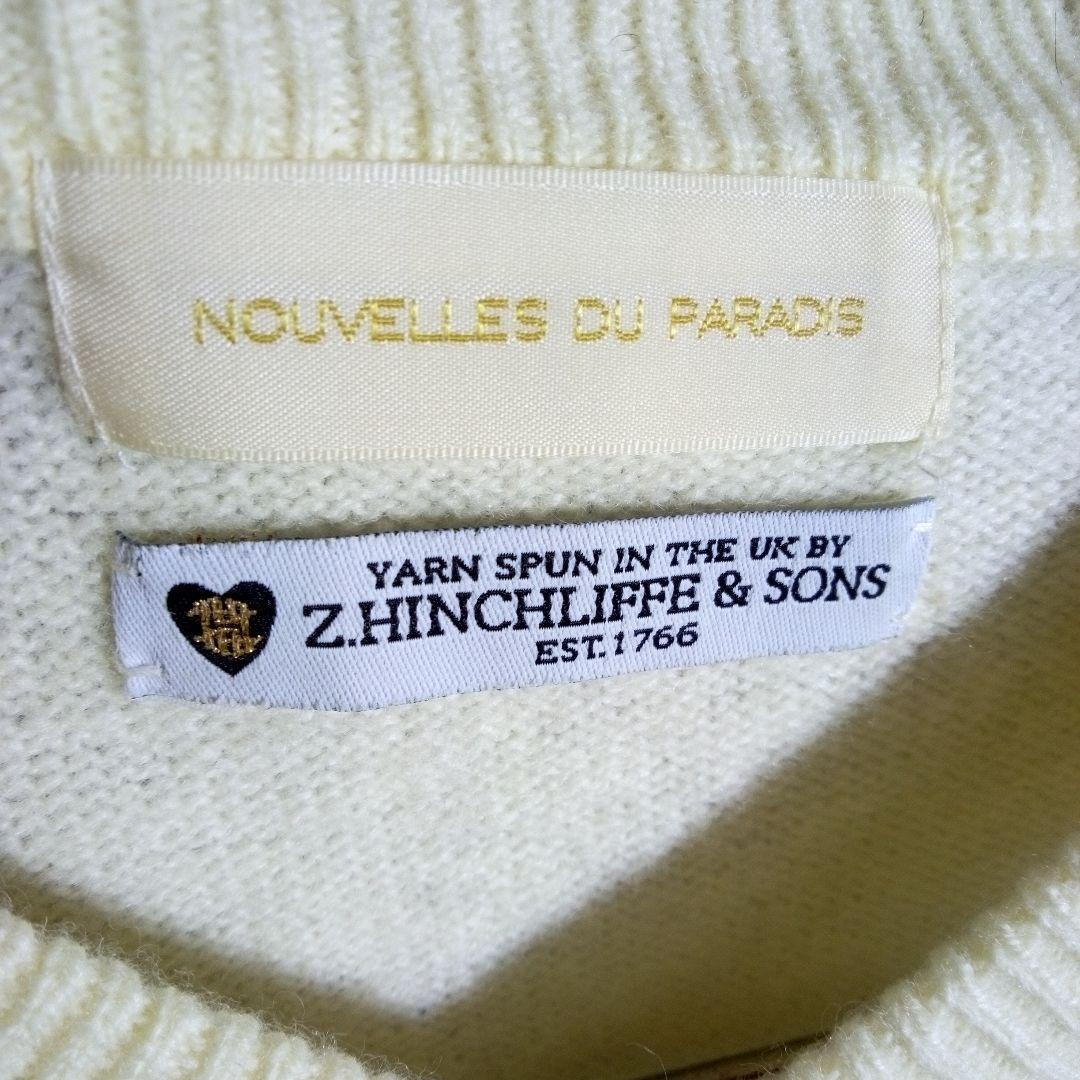 NOUVELLES DU PARADIS
YARN SPUN IN THE UK BY
Z.HINCHLIFFE & SONS
EST.1766